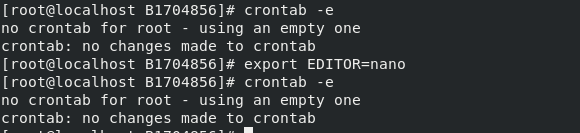 [root@localhost B1704856]# crontab -e
no crontab for root - using an empty one
crontab: no changes made to crontab
[root@localhost B1704856]# export EDITOR=nano
[root@localhost B1704856]# crontab -e
no crontab for root - using an empty one
crontab: no changes made to crontab
[root@localhost B1704856]#